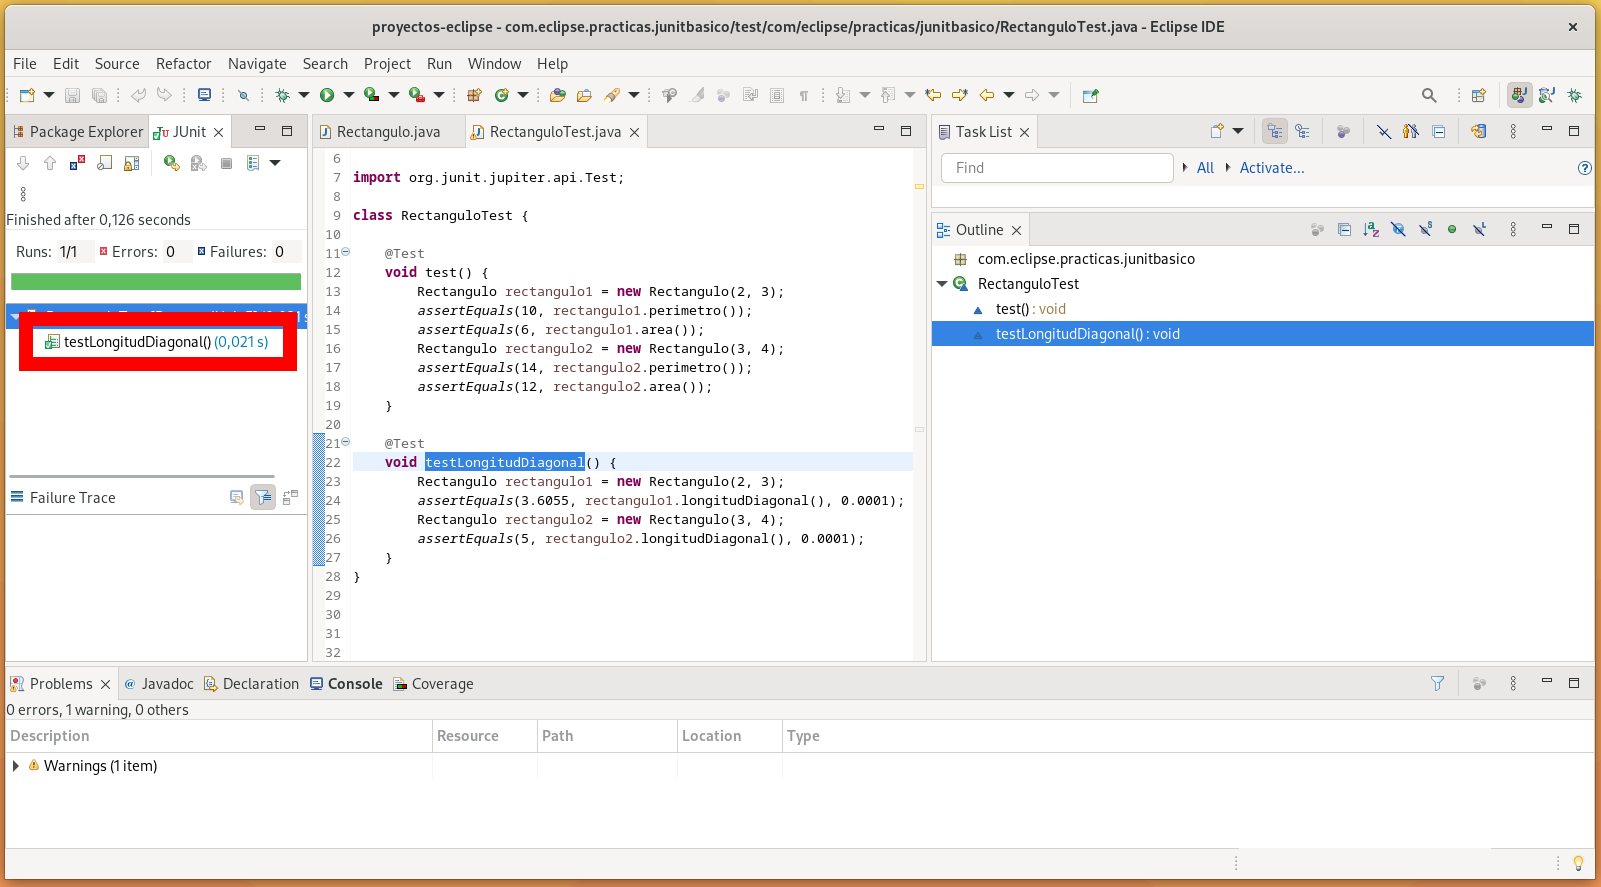 proyectos-eclipse - com.eclipse.practicas.junitbasico/test/com/eclipse/practicas/junitbasico/RectanguloTest.java - Eclipse IDE
File Edit Source Refactor Navigate Search Project Run Window Help
Package Explorer JUnit
Finished after 0,126 seconds
Runs: 1/1 Errors: 0 Failures: 0
testLongitudDiagonal() (0,021 s)
Failure Trace
Rectangulo.java RectanguloTest.java
6
7 import org.junit.jupiter.api.Test;
8
9 class RectanguloTest {
10
11 @Test
12 void test() {
13 Rectangulo rectangulo1 = new Rectangulo(2, 3);
14 assertEquals(10, rectangulo1.perimetro());
15 assertEquals(6, rectangulo1.area());
16 Rectangulo rectangulo2 = new Rectangulo(3, 4);
17 assertEquals(14, rectangulo2.perimetro());
18 assertEquals(12, rectangulo2.area());
19 }
20
21 @Test
22 void testLongitudDiagonal() {
23 Rectangulo rectangulo1 = new Rectangulo(2, 3);
24 assertEquals(3.6055, rectangulo1.longitudDiagonal(), 0.0001);
25 Rectangulo rectangulo2 = new Rectangulo(3, 4);
26 assertEquals(5, rectangulo2.longitudDiagonal(), 0.0001);
27 }
28 }
29
30
31
32
Task List
Find All Activate...
Outline
com.eclipse.practicas.junitbasico
RectanguloTest
test() : void
testLongitudDiagonal() : void
Problems Javadoc Declaration Console Coverage
0 errors, 1 warning, 0 others
Description Resource Path Location Type
Warnings (1 item)